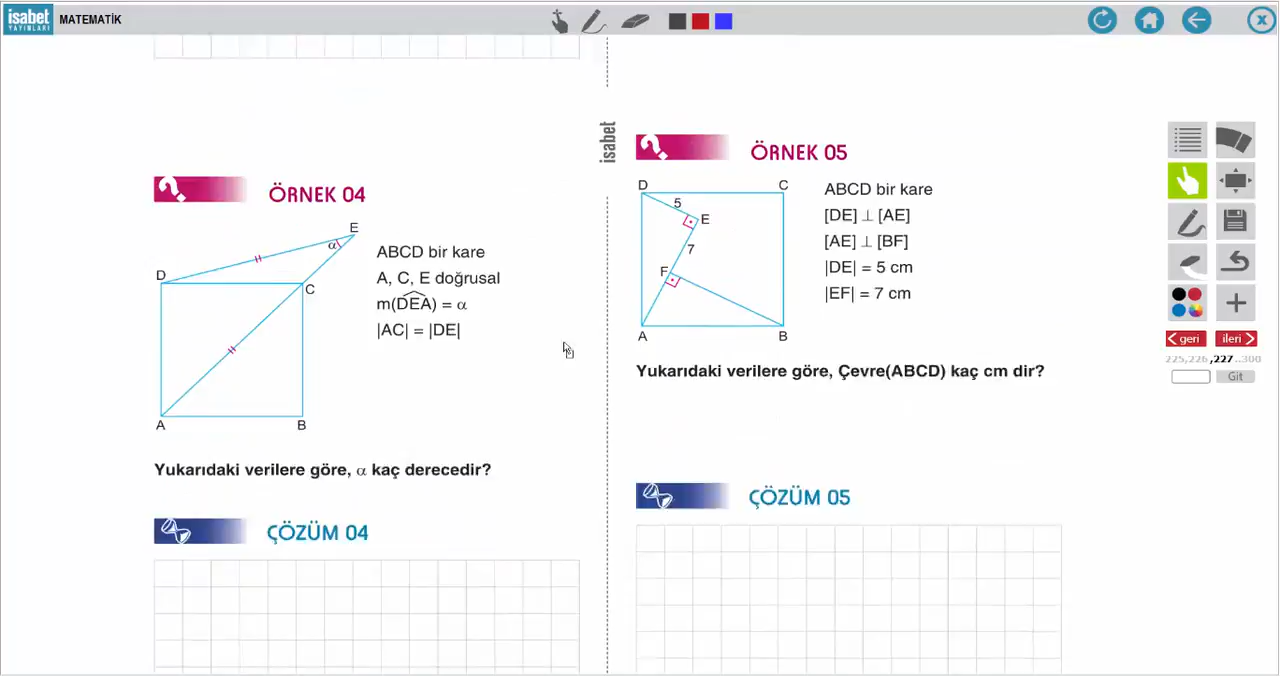 isabet
YAYINLARI
MATEMATİK
ÖRNEK 04
E
α
D
C
A
B
ABCD bir kare
A, C, E doğrusal
m(DEA) = α
|AC| = |DE|
Yukarıdaki verilere göre, α kaç derecedir?
ÇÖZÜM 04
isabet
ÖRNEK 05
D
C
5
E
7
F
A
B
ABCD bir kare
[DE] ⊥ [AE]
[AE] ⊥ [BF]
|DE| = 5 cm
|EF| = 7 cm
Yukarıdaki verilere göre, Çevre(ABCD) kaç cm dir?
ÇÖZÜM 05
geri
ileri
225,226,227..300
Git